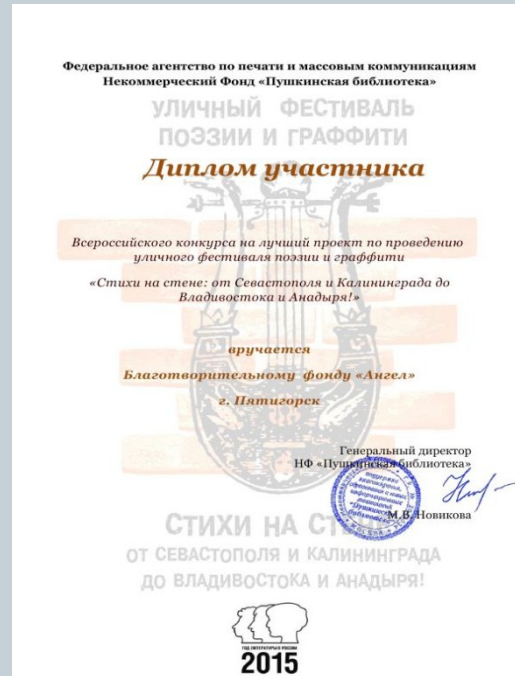 Федеральное агентство по печати и массовым коммуникациям
Некоммерческий Фонд «Пушкинская библиотека»
УЛИЧНЫЙ ФЕСТИВАЛЬ
ПОЭЗИИ И ГРАФФИТИ
Диплом участника
Всероссийского конкурса на лучший проект по проведению
уличного фестиваля поэзии и граффити
«Стихи на стене: от Севастополя и Калининграда до
Владивостока и Анадыря!»
вручается
Благотворительному фонду «Ангел»
г. Пятигорск
Генеральный директор
НФ «Пушкинская библиотека»
М.В. Новикова
СТИХИ НА
ОТ СЕВАСТОПОЛЯ И КАЛИНИНГРАДА
ДО ВЛАДИВОСТОКА И АНАДЫРЯ!
ГОД ЛИТЕРАТУРЫ В РОССИИ
2015